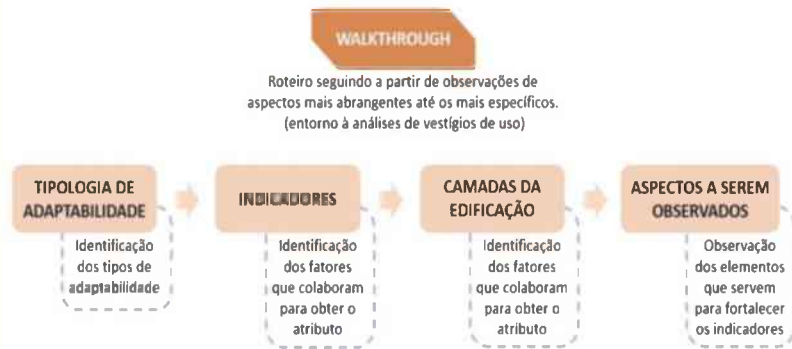 WALKTHROUGH
Roteiro seguindo a partir de observações de
aspectos mais abrangentes até os mais específicos.
(entorno à análises de vestígios de uso)
TIPOLOGIA DE
ADAPTABILIDADE
Identificação
dos tipos de
adaptabilidade
INDICADORES
Identificação
dos fatores
que colaboram
para obter o
atributo
CAMADAS DA
EDIFICAÇÃO
Identificação
dos fatores
que colaboram
para obter o
atributo
ASPECTOS A SEREM
OBSERVADOS
Observação
dos elementos
que servem
para fortalecer
os indicadores